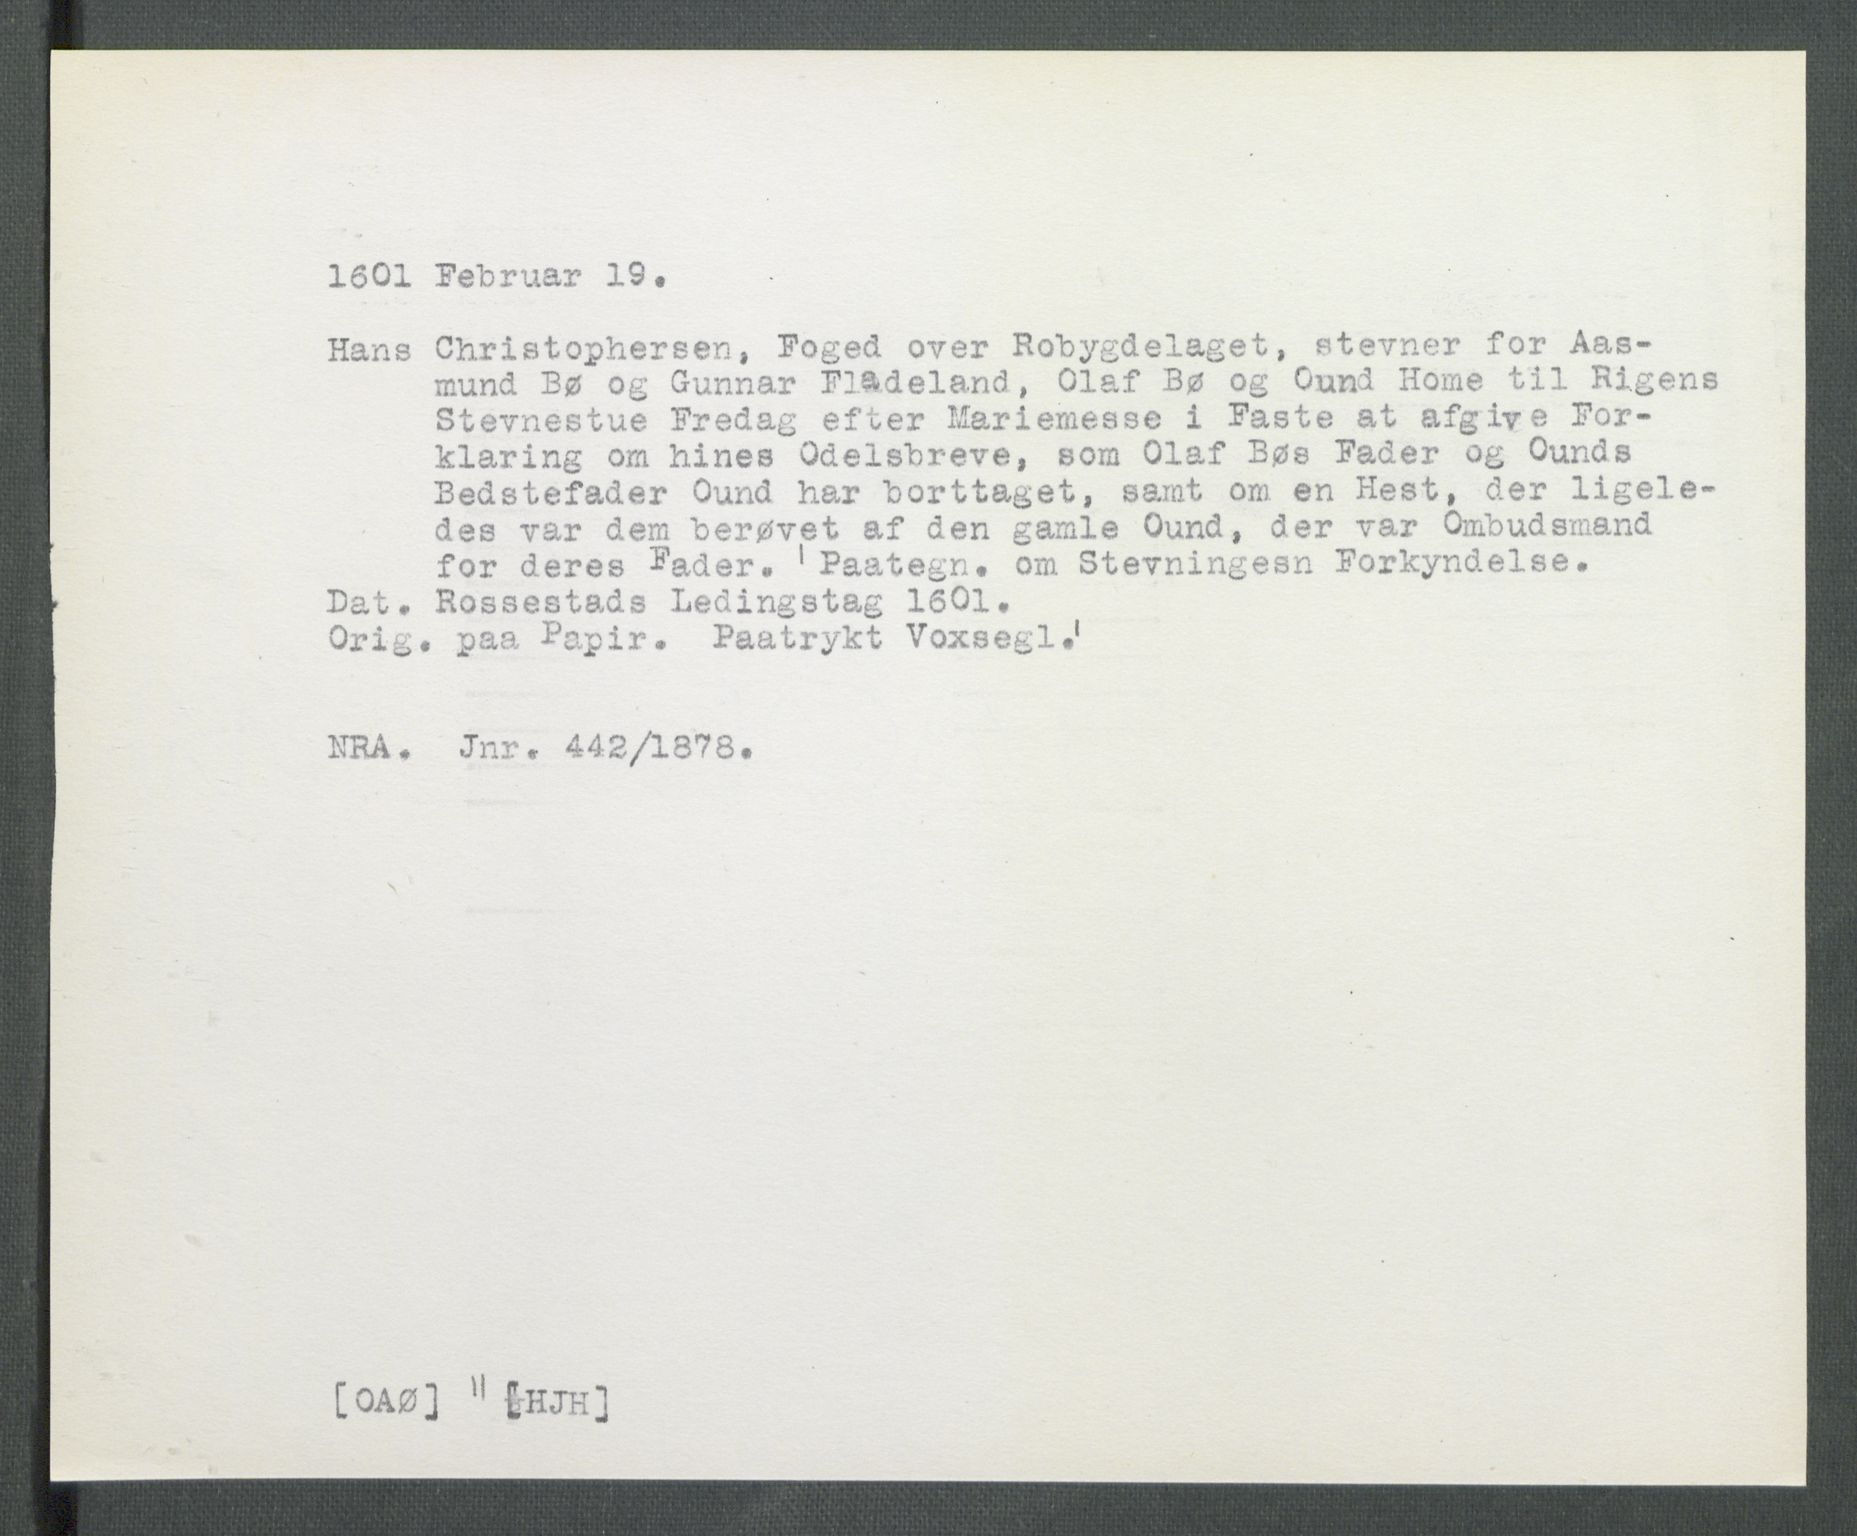 1601 Februar 19.
Hans Christophersen, Foged over Robygdelaget, stevner for Aas-
mund Bø og Gunnar Fladeland, Olaf Bø og Ound Home til Rigens
Stevnestue Fredag efter Mariemesse i Faste at afgive For-
klaring om hines Odelsbreve, som Olaf Bøs Fader og Ounds
Bedstefader Ound har borttaget, samt om en Hest, der ligele-
des var dem berøvet af den gamle Ound, der var Ombudsmand
for deres Fader. ' Paategn. om Stevningesn Forkyndelse.
Dat. Rossestads Ledingstag 1601.
Orig. paa Papir. Paatrykt Voxsegl.'
NRA. Jnr. 442/1878.
[OAØ] " [HJH]